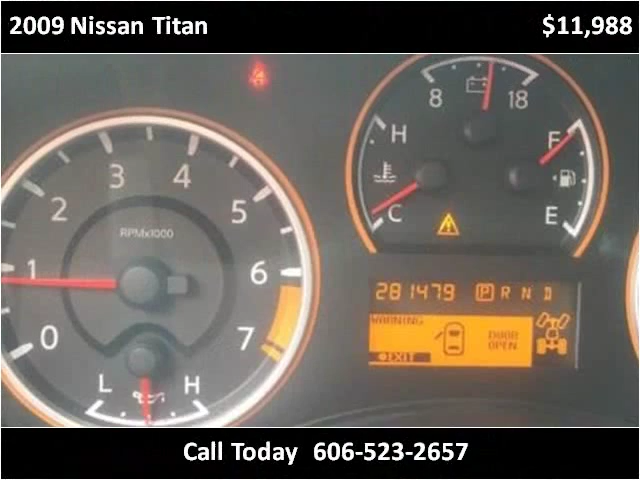 2009 Nissan Titan $11,988
8 18
H F
C E
3 4
2 5
RPMx1000
1 6
0 7
L H
281479 P R N D
WARNING
DOOR
OPEN
EXIT
Call Today 606-523-2657